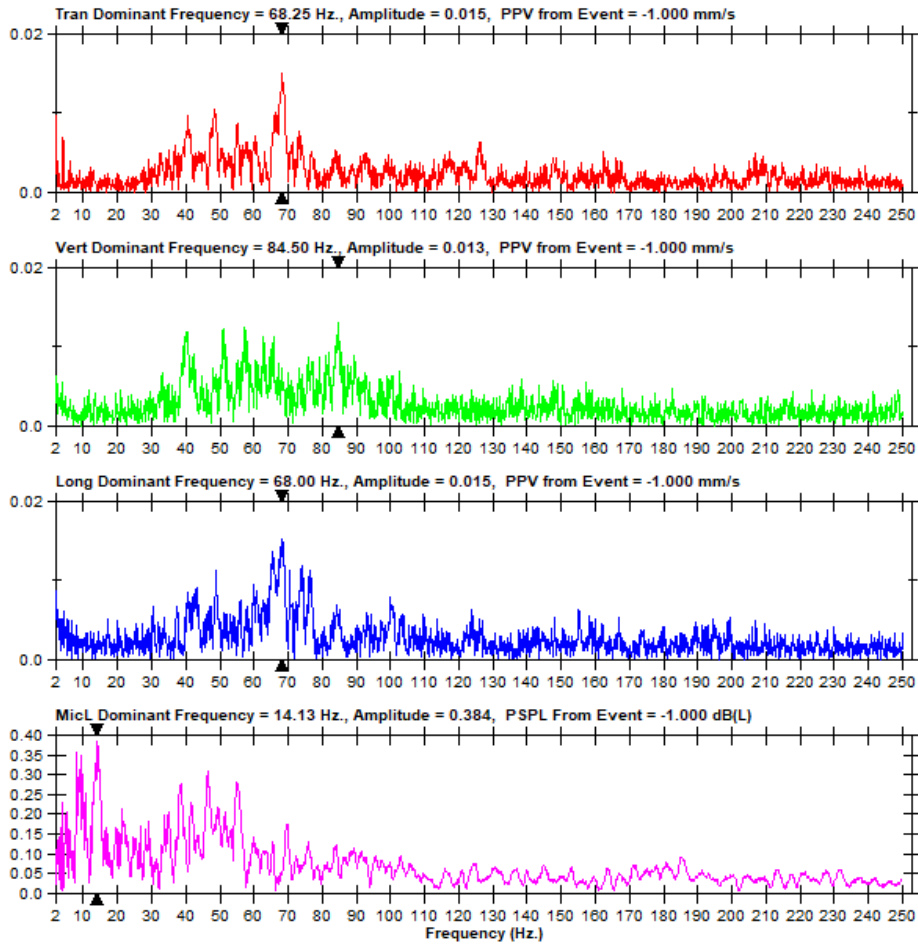 Tran Dominant Frequency = 68.25 Hz., Amplitude = 0.015, PPV from Event = -1.000 mm/s
0.02
0.0
2 10 20 30 40 50 60 70 80 90 100 110 120 130 140 150 160 170 180 190 200 210 220 230 240 250
Vert Dominant Frequency = 84.50 Hz., Amplitude = 0.013, PPV from Event = -1.000 mm/s
0.02
0.0
2 10 20 30 40 50 60 70 80 90 100 110 120 130 140 150 160 170 180 190 200 210 220 230 240 250
Long Dominant Frequency = 68.00 Hz., Amplitude = 0.015, PPV from Event = -1.000 mm/s
0.02
0.0
2 10 20 30 40 50 60 70 80 90 100 110 120 130 140 150 160 170 180 190 200 210 220 230 240 250
MicL Dominant Frequency = 14.13 Hz., Amplitude = 0.384, PSPL From Event = -1.000 dB(L)
0.40
0.35
0.30
0.25
0.20
0.15
0.10
0.05
0.0
2 10 20 30 40 50 60 70 80 90 100 110 120 130 140 150 160 170 180 190 200 210 220 230 240 250
Frequency (Hz.)